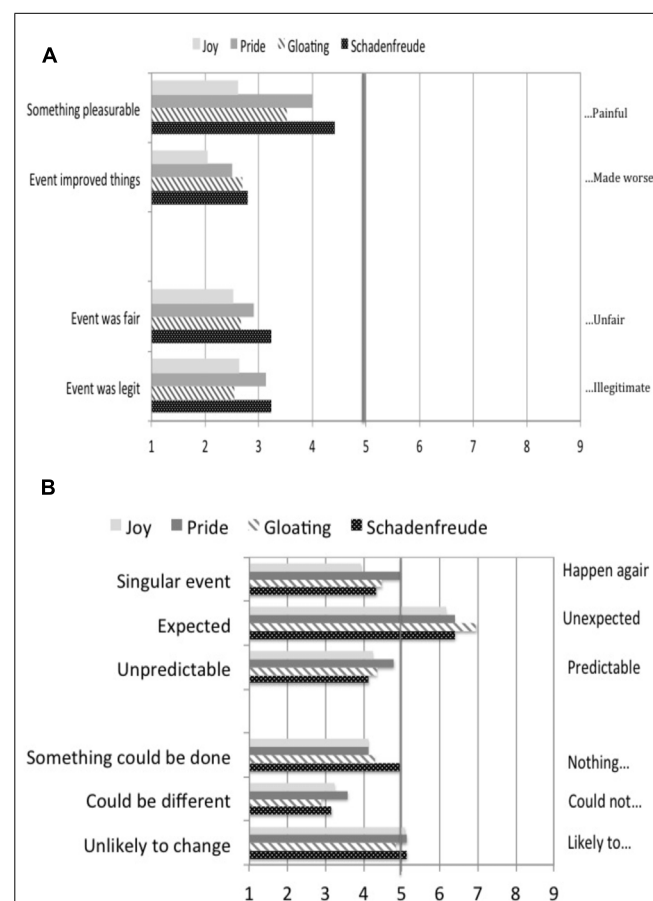 A
Joy Pride Gloating Schadenfreude
Something pleasurable ...Painful
Event improved things ...Made worse
Event was fair ...Unfair
Event was legit ...Illegitimate
1 2 3 4 5 6 7 8 9
B
Joy Pride Gloating Schadenfreude
Singular event Happen agair
Expected Unexpected
Unpredictable Predictable
Something could be done Nothing...
Could be different Could not...
Unlikely to change Likely to...
1 2 3 4 5 6 7 8 9